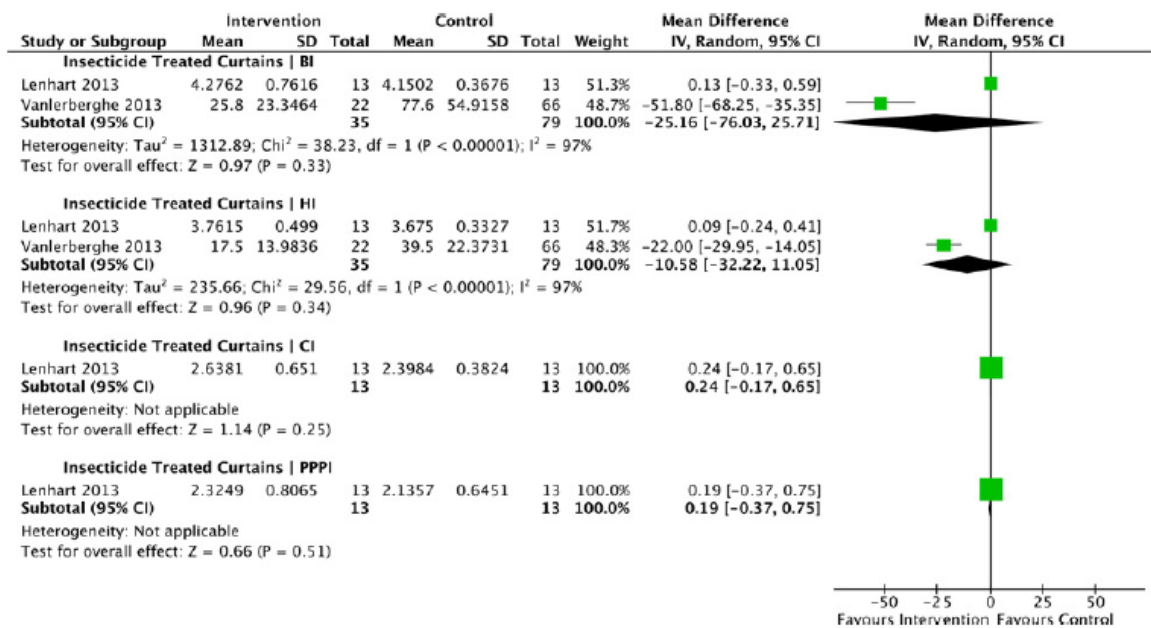 Intervention Control Mean Difference Mean Difference
Study or Subgroup Mean SD Total Mean SD Total Weight IV, Random, 95% CI IV, Random, 95% CI
Insecticide Treated Curtains | BI
Lenhart 2013 4.2762 0.7616 13 4.1502 0.3676 13 51.3% 0.13 [-0.33, 0.59]
Vanlerberghe 2013 25.8 23.3464 22 77.6 54.9158 66 48.7% -51.80 [-68.25, -35.35]
Subtotal (95% CI) 35 79 100.0% -25.16 [-76.03, 25.71]
Heterogeneity: Tau² = 1312.89; Chi² = 38.23, df = 1 (P < 0.00001); I² = 97%
Test for overall effect: Z = 0.97 (P = 0.33)
Insecticide Treated Curtains | HI
Lenhart 2013 3.7615 0.499 13 3.675 0.3327 13 51.7% 0.09 [-0.24, 0.41]
Vanlerberghe 2013 17.5 13.9836 22 39.5 22.3731 66 48.3% -22.00 [-29.95, -14.05]
Subtotal (95% CI) 35 79 100.0% -10.58 [-32.22, 11.05]
Heterogeneity: Tau² = 235.66; Chi² = 29.56, df = 1 (P < 0.00001); I² = 97%
Test for overall effect: Z = 0.96 (P = 0.34)
Insecticide Treated Curtains | CI
Lenhart 2013 2.6381 0.651 13 2.3984 0.3824 13 100.0% 0.24 [-0.17, 0.65]
Subtotal (95% CI) 13 13 100.0% 0.24 [-0.17, 0.65]
Heterogeneity: Not applicable
Test for overall effect: Z = 1.14 (P = 0.25)
Insecticide Treated Curtains | PPPI
Lenhart 2013 2.3249 0.8065 13 2.1357 0.6451 13 100.0% 0.19 [-0.37, 0.75]
Subtotal (95% CI) 13 13 100.0% 0.19 [-0.37, 0.75]
Heterogeneity: Not applicable
Test for overall effect: Z = 0.66 (P = 0.51)
-50 -25 0 25 50
Favours Intervention Favours Control